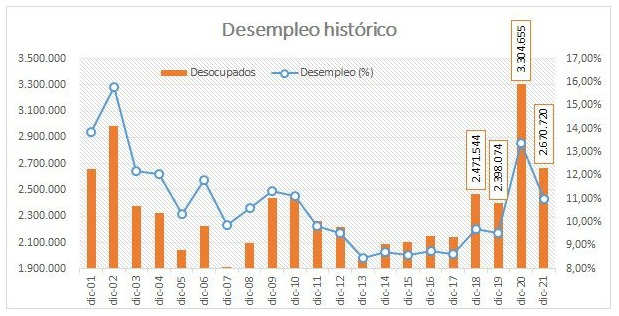 Desempleo histórico
Desocupados
Desempleo (%)
3.500.000
3.300.000
3.100.000
2.900.000
2.700.000
2.500.000
2.300.000
2.100.000
1.900.000
17,00%
16,00%
15,00%
14,00%
13,00%
12,00%
11,00%
10,00%
9,00%
8,00%
2.471.544
2.398.074
3.304.655
2.670.720
dic-01
dic-02
dic-03
dic-04
dic-05
dic-06
dic-07
dic-08
dic-09
dic-10
dic-11
dic-12
dic-13
dic-14
dic-15
dic-16
dic-17
dic-18
dic-19
dic-20
dic-21